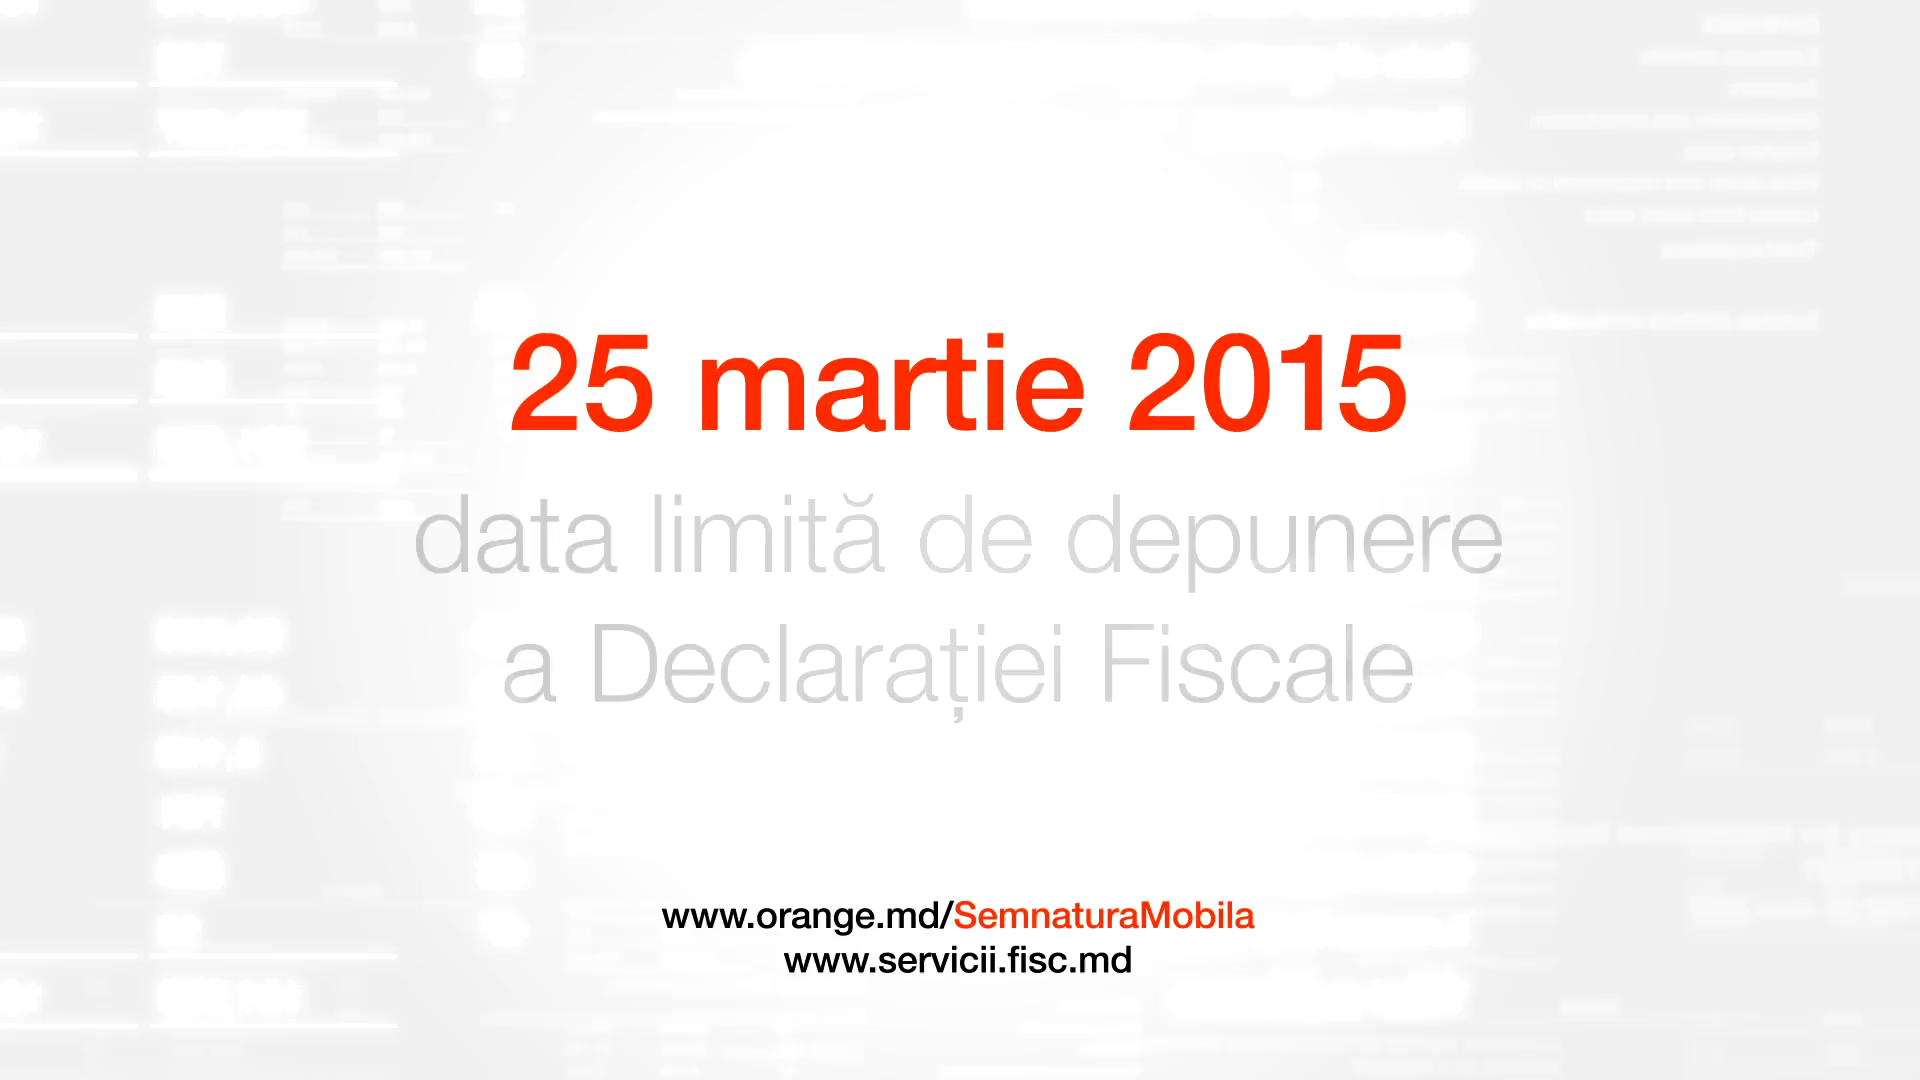 25 martie 2015
data limită de depunere
a Declarației Fiscale
www.orange.md/SemnaturaMobila
www.servicii.fisc.md